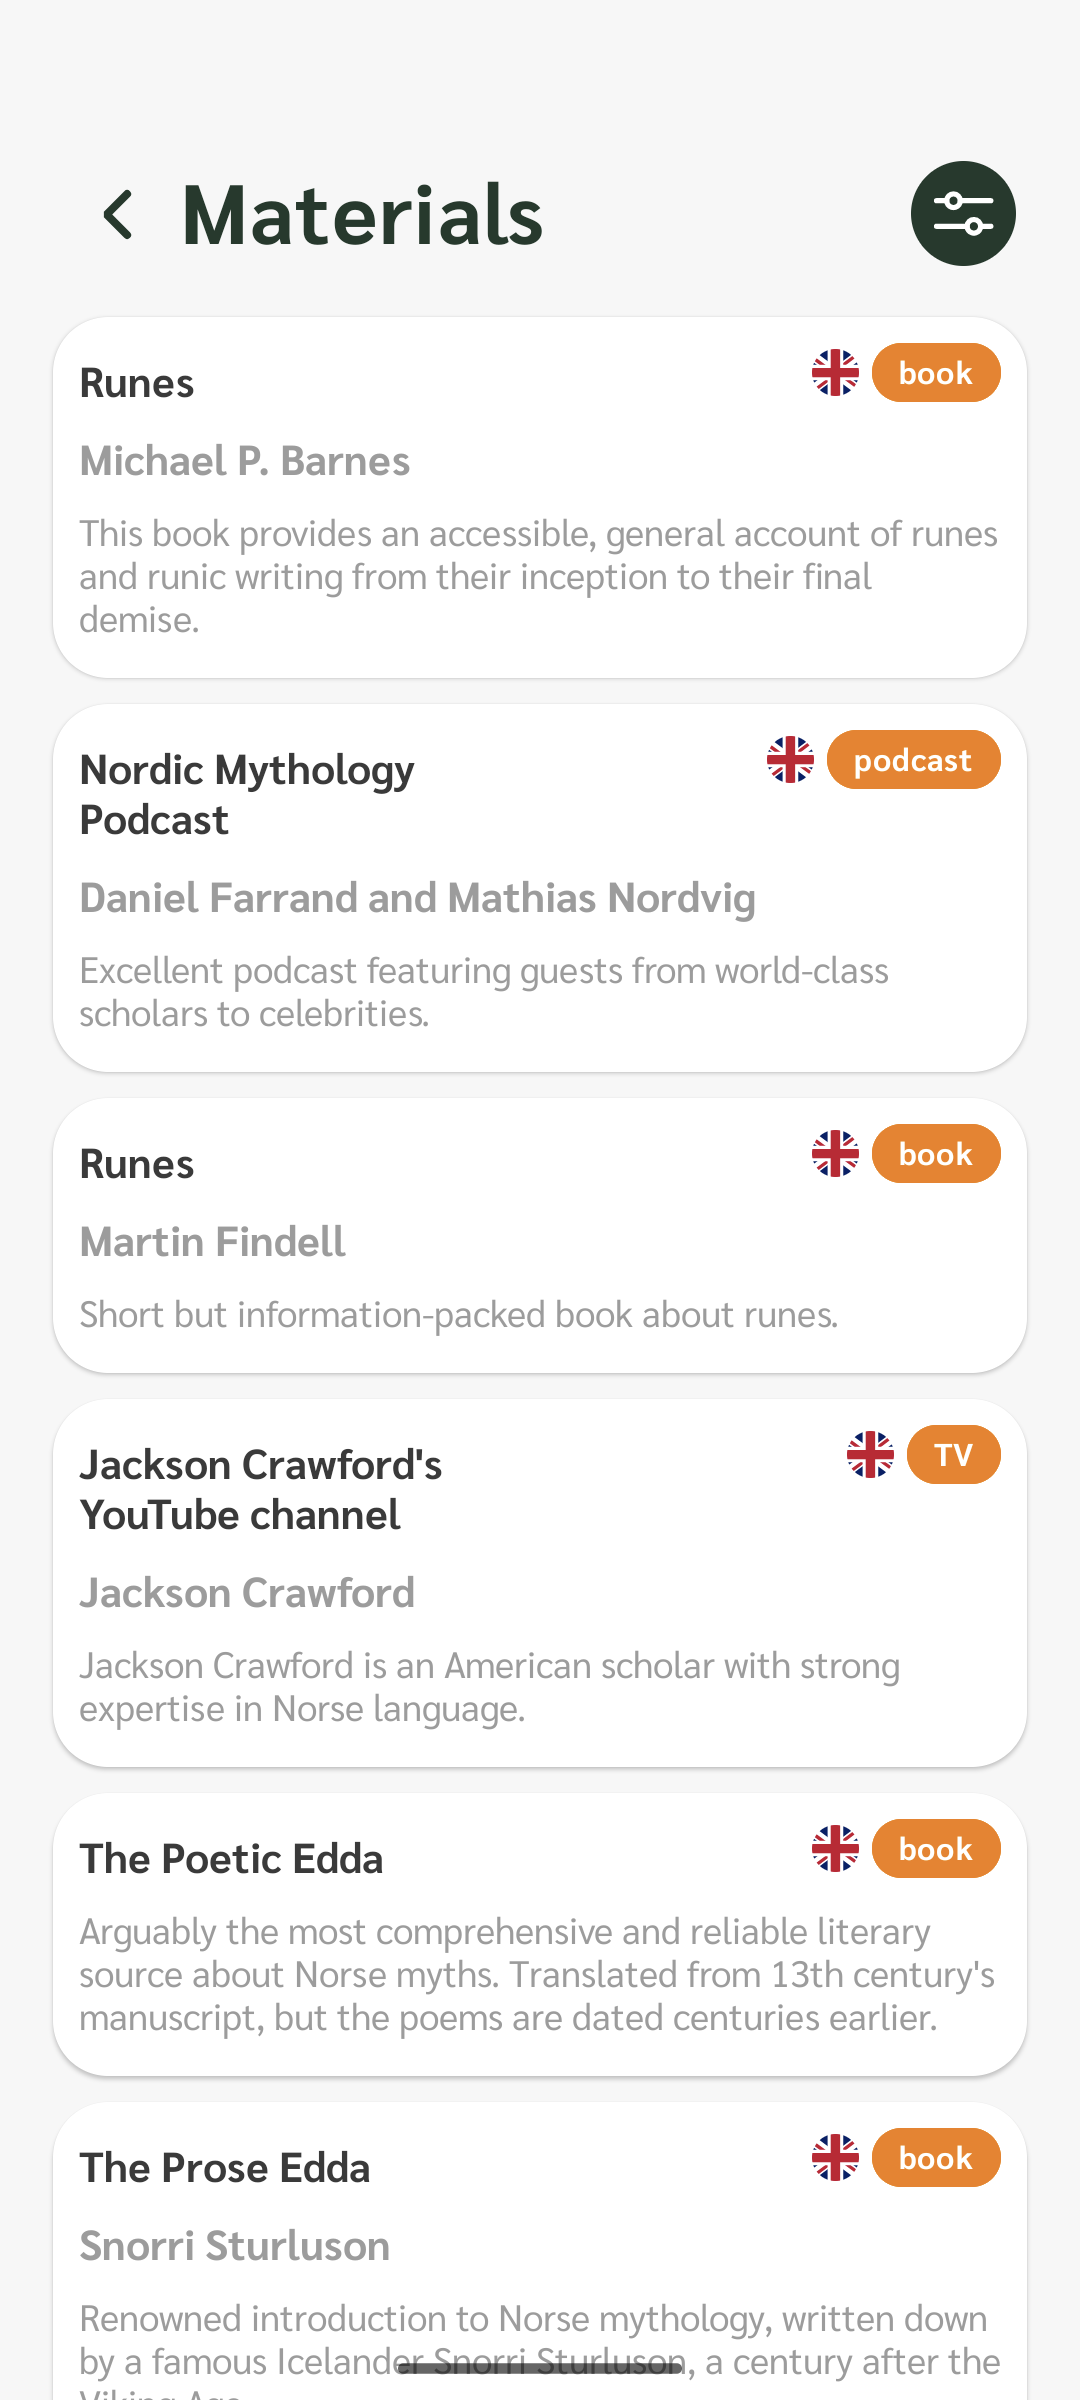 Materials
Runes
book
Michael P. Barnes
This book provides an accessible, general account of runes
and runic writing from their inception to their final
demise.
Nordic Mythology
Podcast
podcast
Daniel Farrand and Mathias Nordvig
Excellent podcast featuring guests from world-class
scholars to celebrities.
Runes
book
Martin Findell
Short but information-packed book about runes.
Jackson Crawford's
YouTube channel
TV
Jackson Crawford
Jackson Crawford is an American scholar with strong
expertise in Norse language.
The Poetic Edda
book
Arguably the most comprehensive and reliable literary
source about Norse myths. Translated from 13th century's
manuscript, but the poems are dated centuries earlier.
The Prose Edda
book
Snorri Sturluson
Renowned introduction to Norse mythology, written down
by a famous Icelander Snorri Sturluson, a century after the
Viking Age